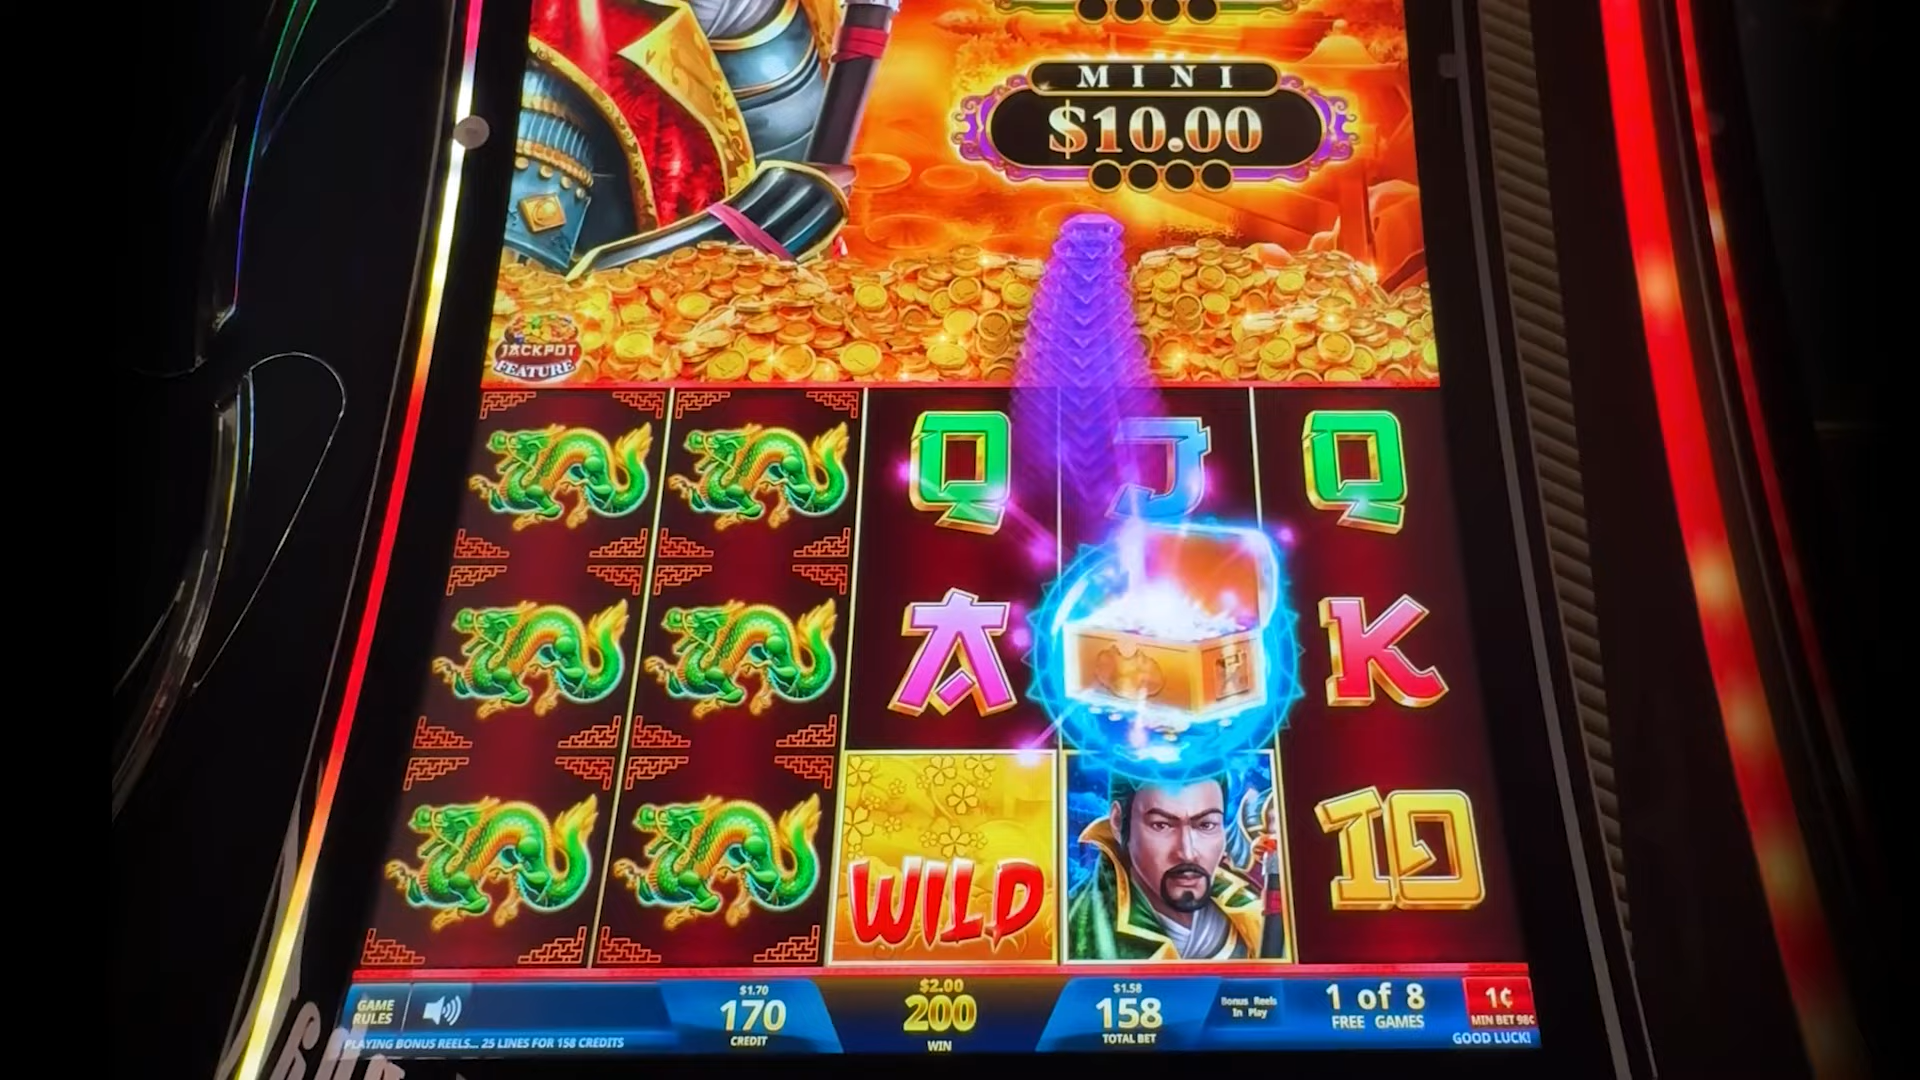 MINI
$10.00
JACKPOT
FEATURE
Q
J
Q
A
K
WILD
10
GAME
RULES
$1.70
170
CREDIT
$2.00
200
WIN
$1.58
158
TOTAL BET
Bonus Reels
In Play
1 of 8
FREE GAMES
1¢
MIN BET 98¢
PLAYING BONUS REELS... 25 LINES FOR 158 CREDITS
GOOD LUCK!